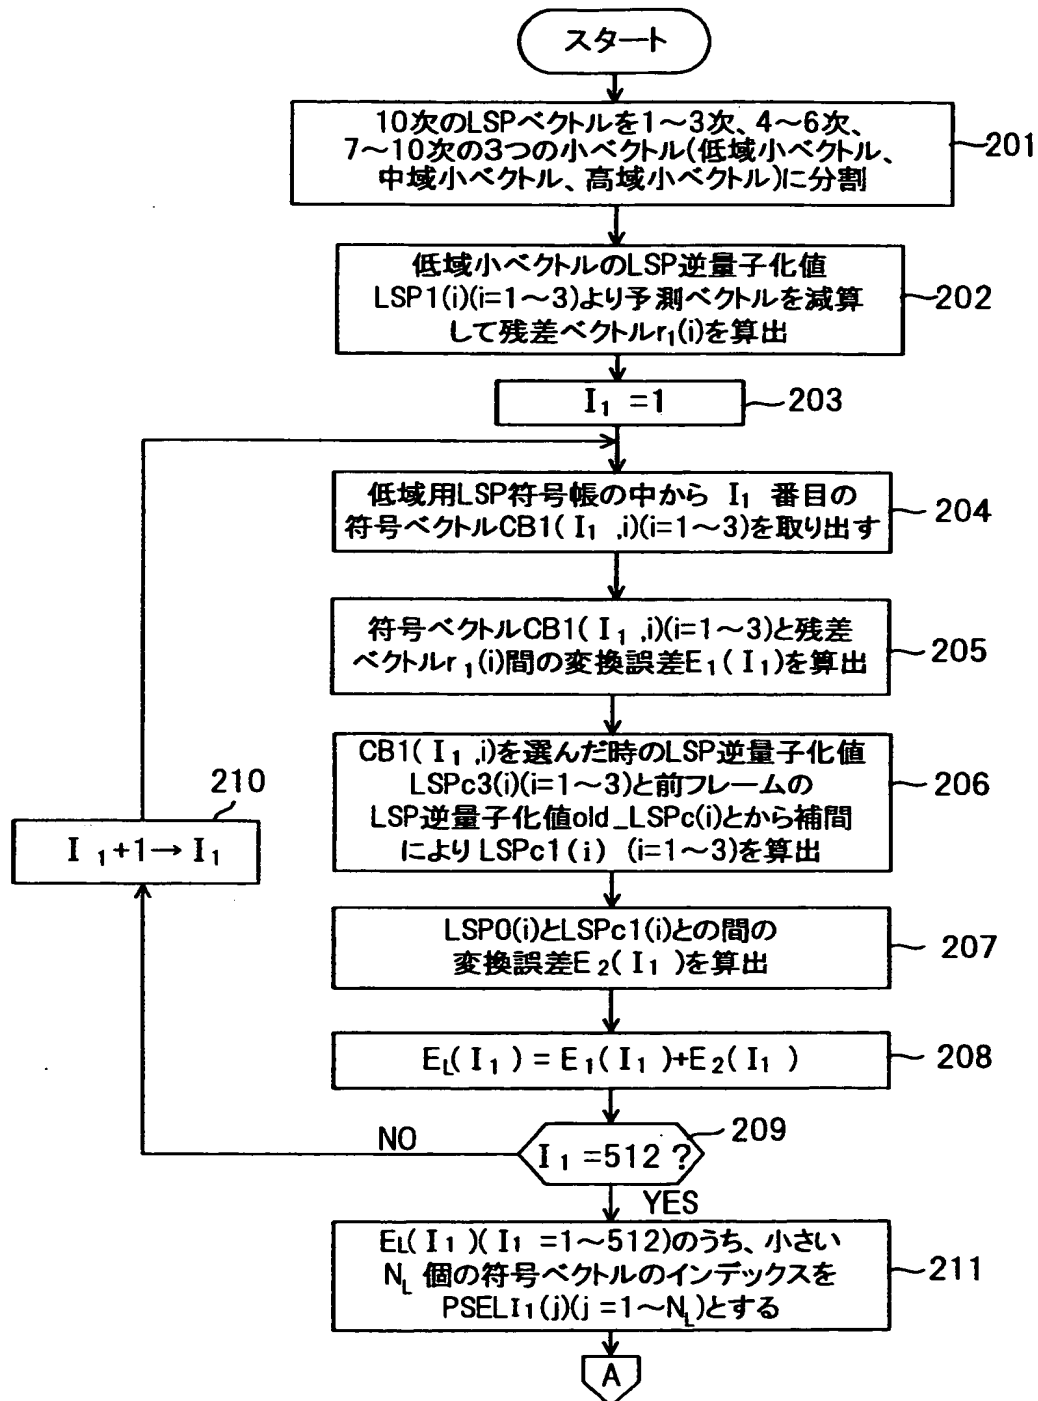 スタート
10次のLSPベクトルを1～3次、4～6次、
7～10次の3つの小ベクトル(低域小ベクトル、
中域小ベクトル、高域小ベクトル)に分割
201
低域小ベクトルのLSP逆量子化値
LSP1(i)(i=1～3)より予測ベクトルを減算
して残差ベクトルr₁(i)を算出
202
I₁ =1
203
低域用LSP符号帳の中から I₁ 番目の
符号ベクトルCB1( I₁ ,i)(i=1～3)を取り出す
204
符号ベクトルCB1( I₁ ,i)(i=1～3)と残差
ベクトルr₁(i)間の変換誤差E₁( I₁)を算出
205
CB1( I₁ ,i)を選んだ時のLSP逆量子化値
LSPc3(i)(i=1～3)と前フレームの
LSP逆量子化値old_LSPc(i)とから補間
によりLSPc1(i) (i=1～3)を算出
206
210
I ₁+1→ I₁
LSP0(i)とLSPc1(i)との間の
変換誤差E₂( I₁ )を算出
207
E_L( I₁ ) = E₁( I₁ )+E₂( I₁ )
208
NO
I₁ =512 ?
209
YES
E_L( I₁ )( I₁ =1～512)のうち、小さい
N_L 個の符号ベクトルのインデックスを
PSELI₁(j)(j =1～N_L)とする
211
A